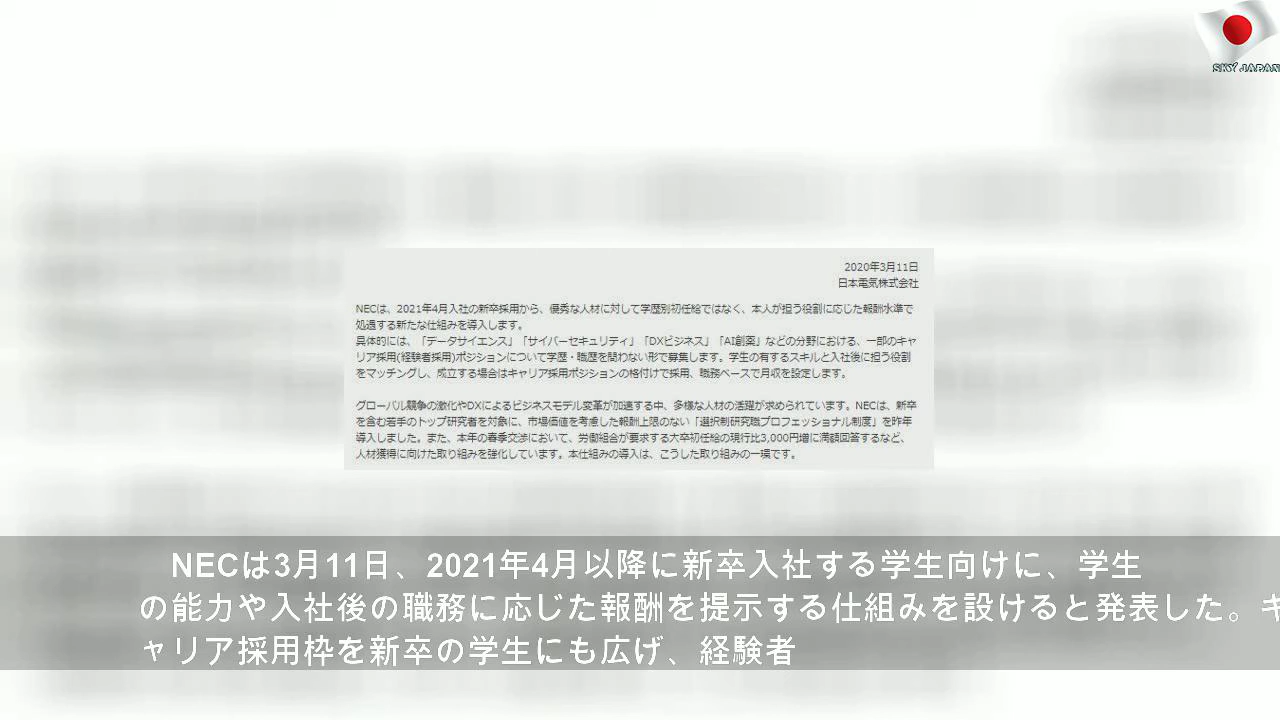 SKY JAPAN
2020年3月11日
日本電気株式会社
NECは、2021年4月入社の新卒採用から、優秀な人材に対して学歴別初任給ではなく、本人が担う役割に応じた報酬水準で
処遇する新たな仕組みを導入します。
具体的には、「データサイエンス」「サイバーセキュリティ」「DXビジネス」「AI創薬」などの分野における、一部のキャ
リア採用(経験者採用)ポジションについて学歴・職歴を問わない形で募集します。学生の有するスキルと入社後に担う役割
をマッチングし、成立する場合はキャリア採用ポジションの格付けで採用、職務ベースで月収を設定します。
グローバル競争の激化やDXによるビジネスモデル変革が加速する中、多様な人材の活躍が求められています。NECは、新卒
を含む若手のトップ研究者を対象に、市場価値を考慮した報酬上限のない「選択制研究職プロフェッショナル制度」を昨年
導入しました。また、本年の春季交渉において、労働組合が要求する大卒初任給の現行比3,000円増に満額回答するなど、
人材獲得に向けた取り組みを強化しています。本仕組みの導入は、こうした取り組みの一環です。
NECは3月11日、2021年4月以降に新卒入社する学生向けに、学生
の能力や入社後の職務に応じた報酬を提示する仕組みを設けると発表した。キ
ャリア採用枠を新卒の学生にも広げ、経験者